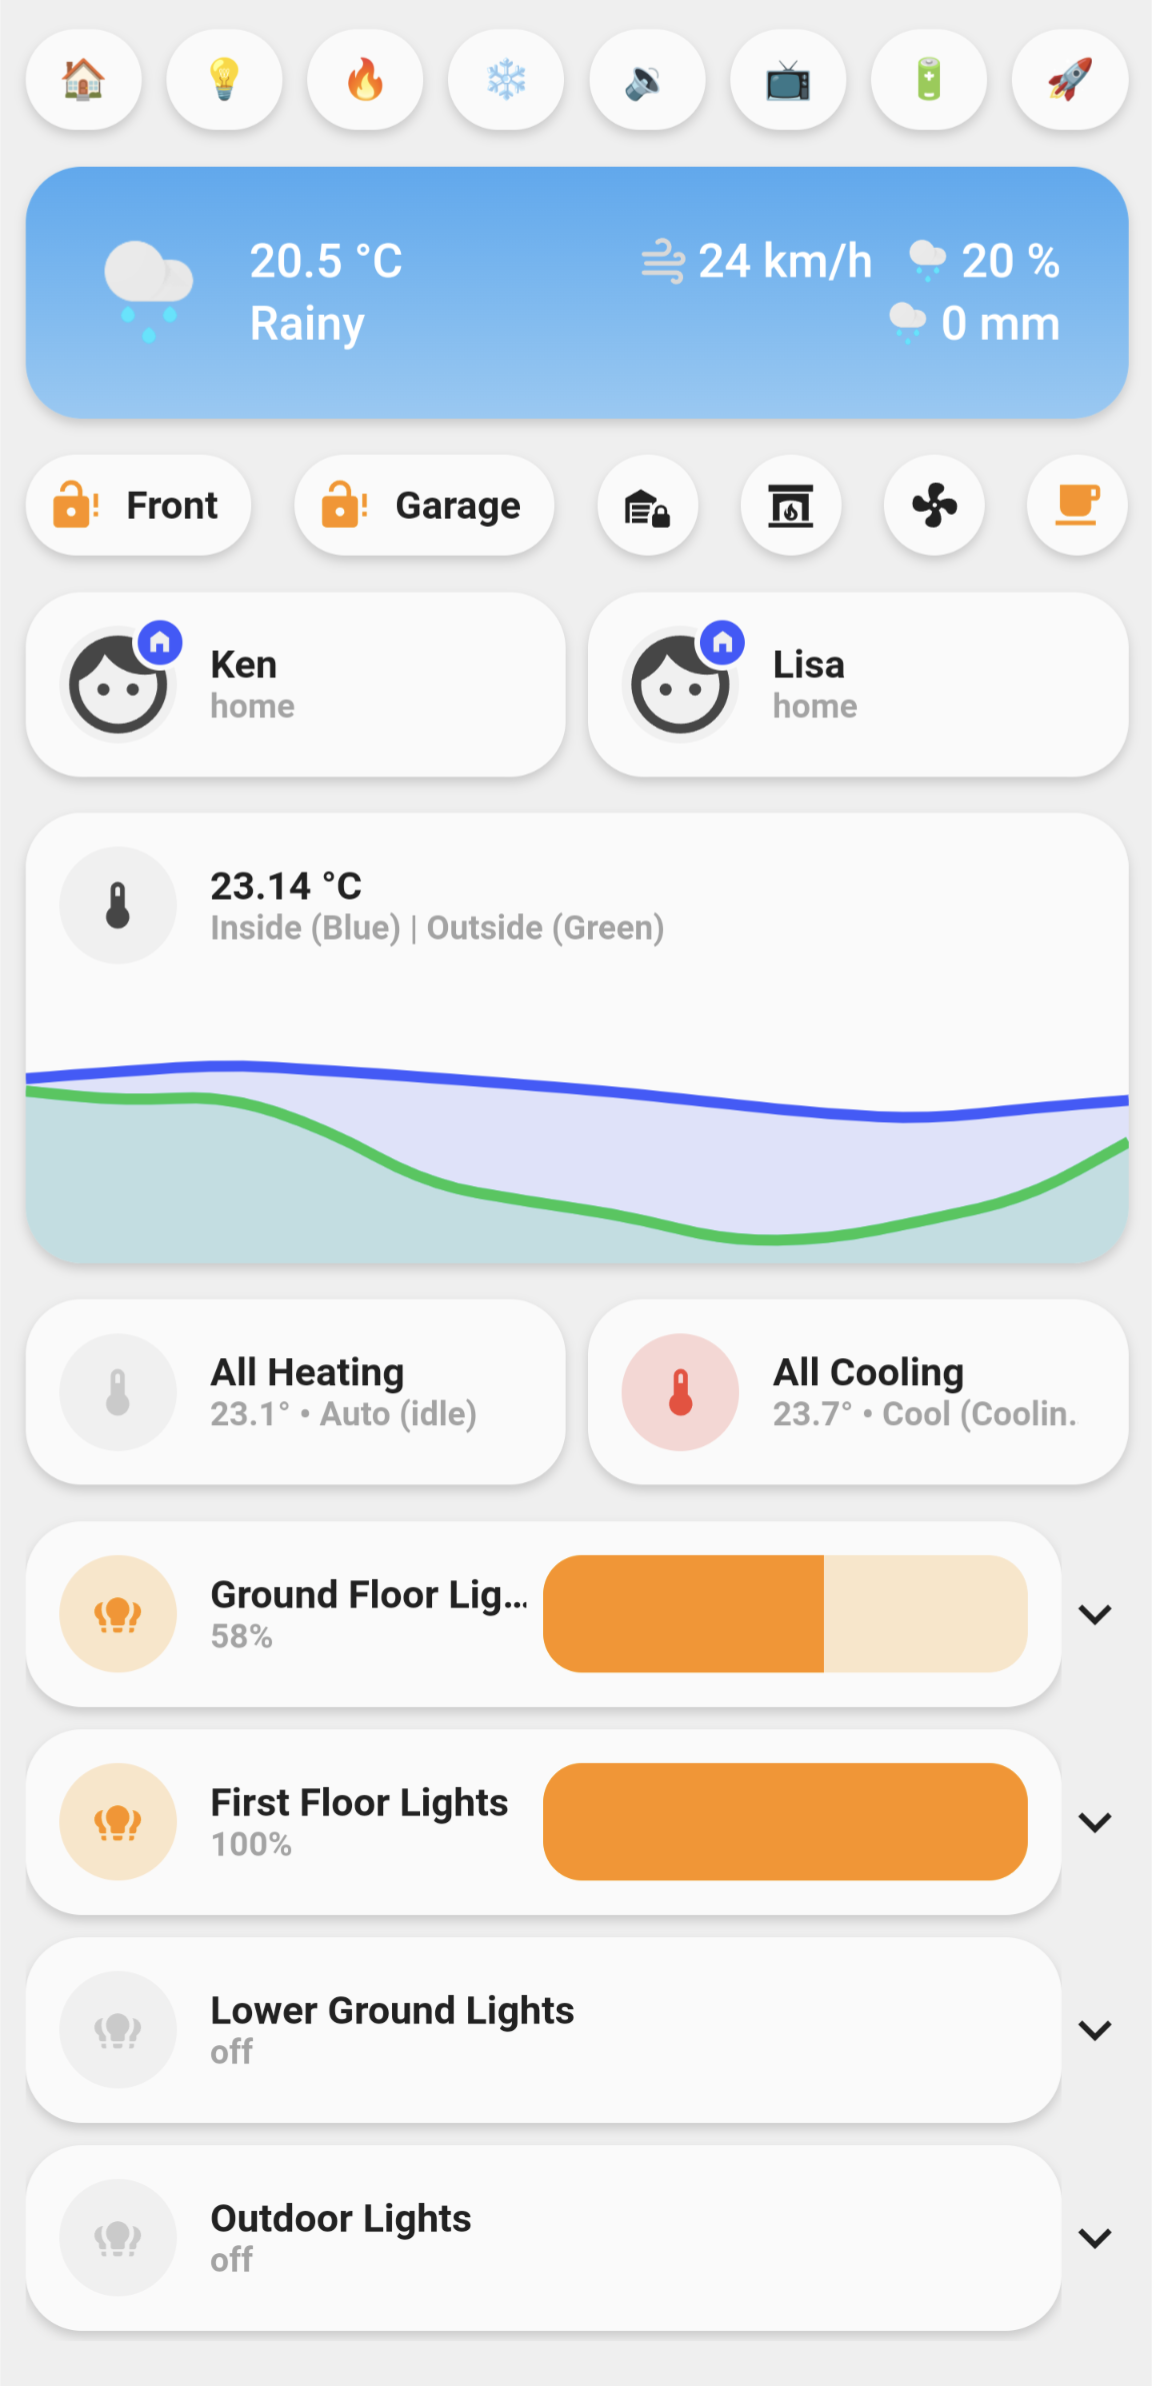 20.5 °C
Rainy
24 km/h
20 %
0 mm
Front
Garage
Ken
home
Lisa
home
23.14 °C
Inside (Blue) | Outside (Green)
All Heating
23.1° • Auto (idle)
All Cooling
23.7° • Cool (Coolin.
Ground Floor Lig...
58%
First Floor Lights
100%
Lower Ground Lights
off
Outdoor Lights
off